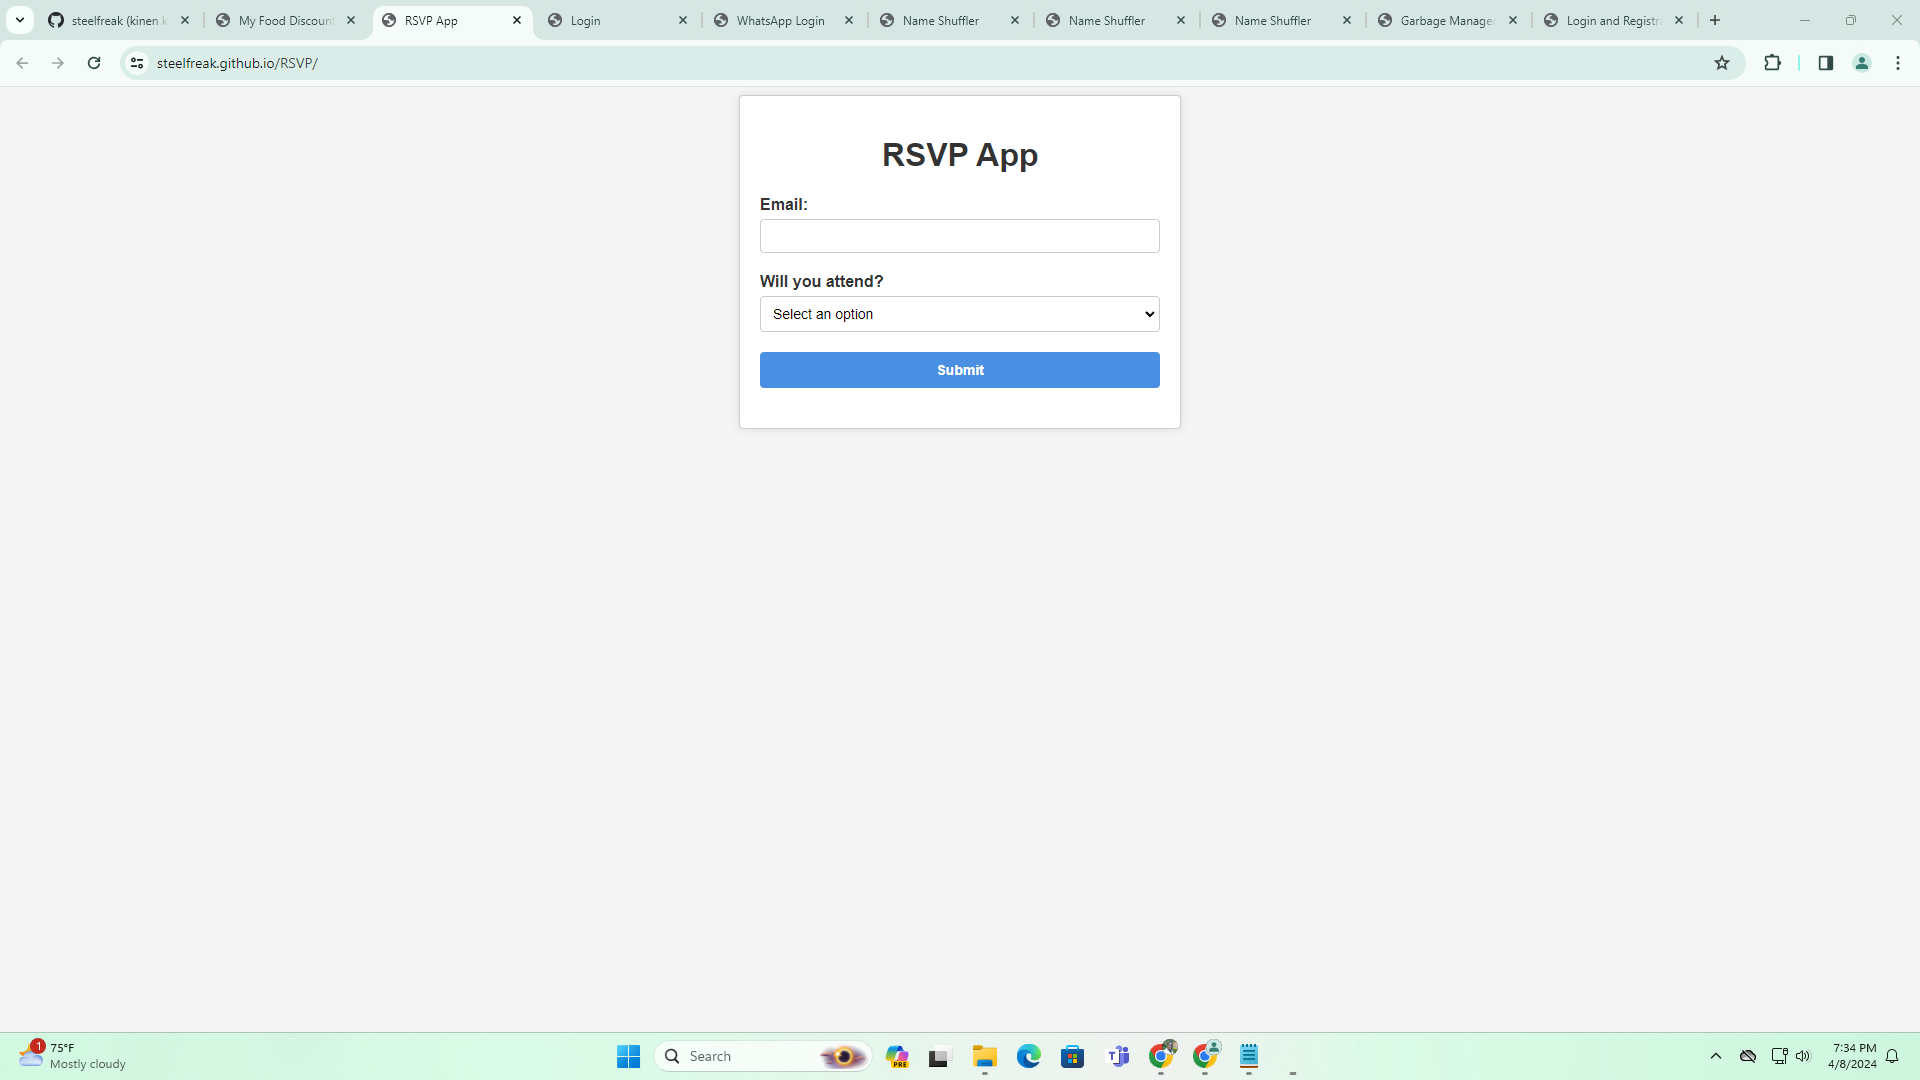 steelfreak (kinen k
My Food Discount
RSVP App
Login
WhatsApp Login
Name Shuffler
Name Shuffler
Name Shuffler
Garbage Manage
Login and Registr
steelfreak.github.io/RSVP/
RSVP App
Email:
Will you attend?
Select an option
Submit
1
75°F
Mostly cloudy
Search
PRE
7:34 PM
4/8/2024